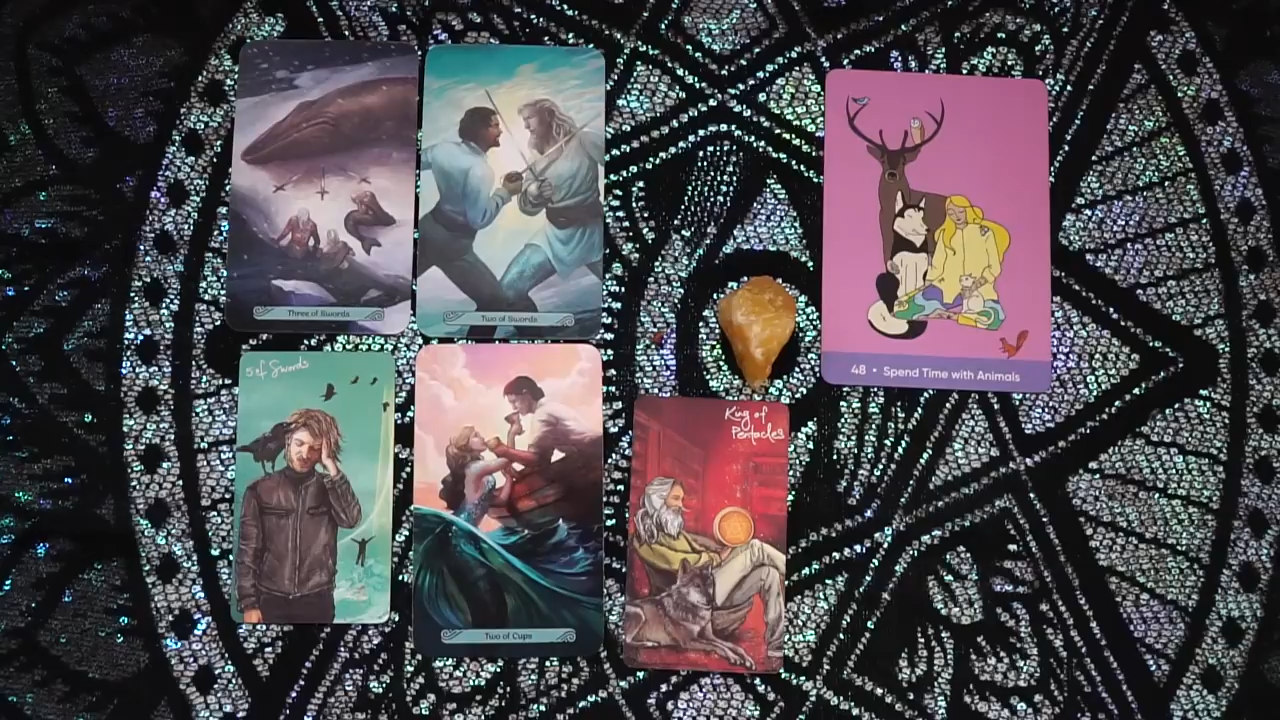 Three of Swords
Two of Swords
48 • Spend Time with Animals
5 of Swords
King of
Pentacles
Two of Cups